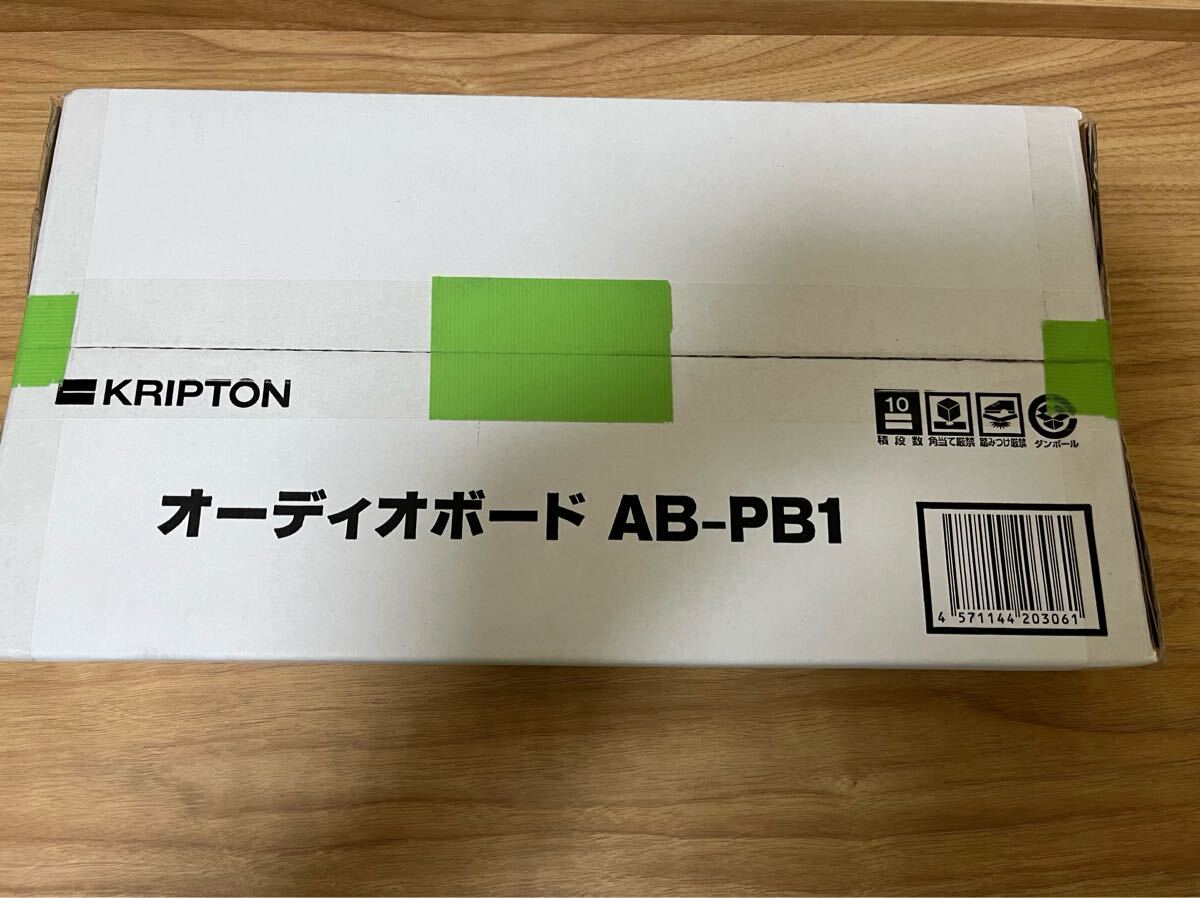 KRIPTON
10
積段数 角当て厳禁 踏みつけ厳禁 ダンボール
オーディオボード AB-PB1
4 571144 203061